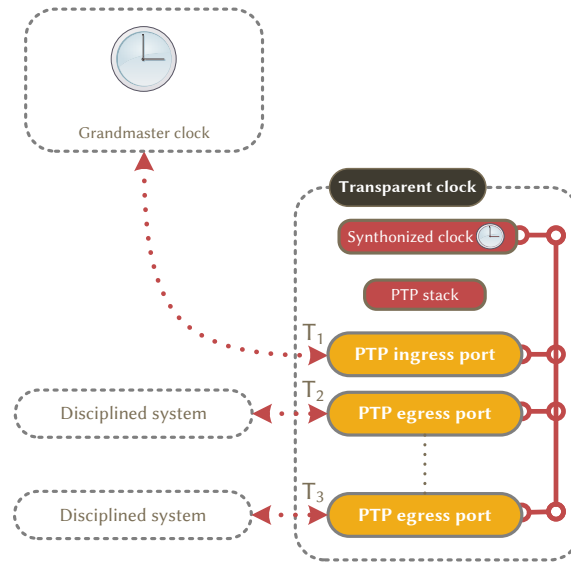 Grandmaster clock
Transparent clock
Synthonized clock
PTP stack
T1
PTP ingress port
T2
Disciplined system
PTP egress port
T3
Disciplined system
PTP egress port